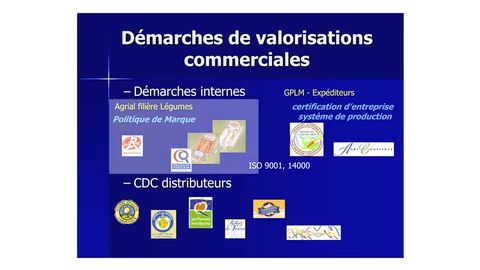 Démarches de valorisations
commerciales
– Démarches internes
GPLM - Expéditeurs
Agrial filière Légumes
certification d'entreprise
Politique de Marque
système de production
ISO 9001, 14000
– CDC distributeurs